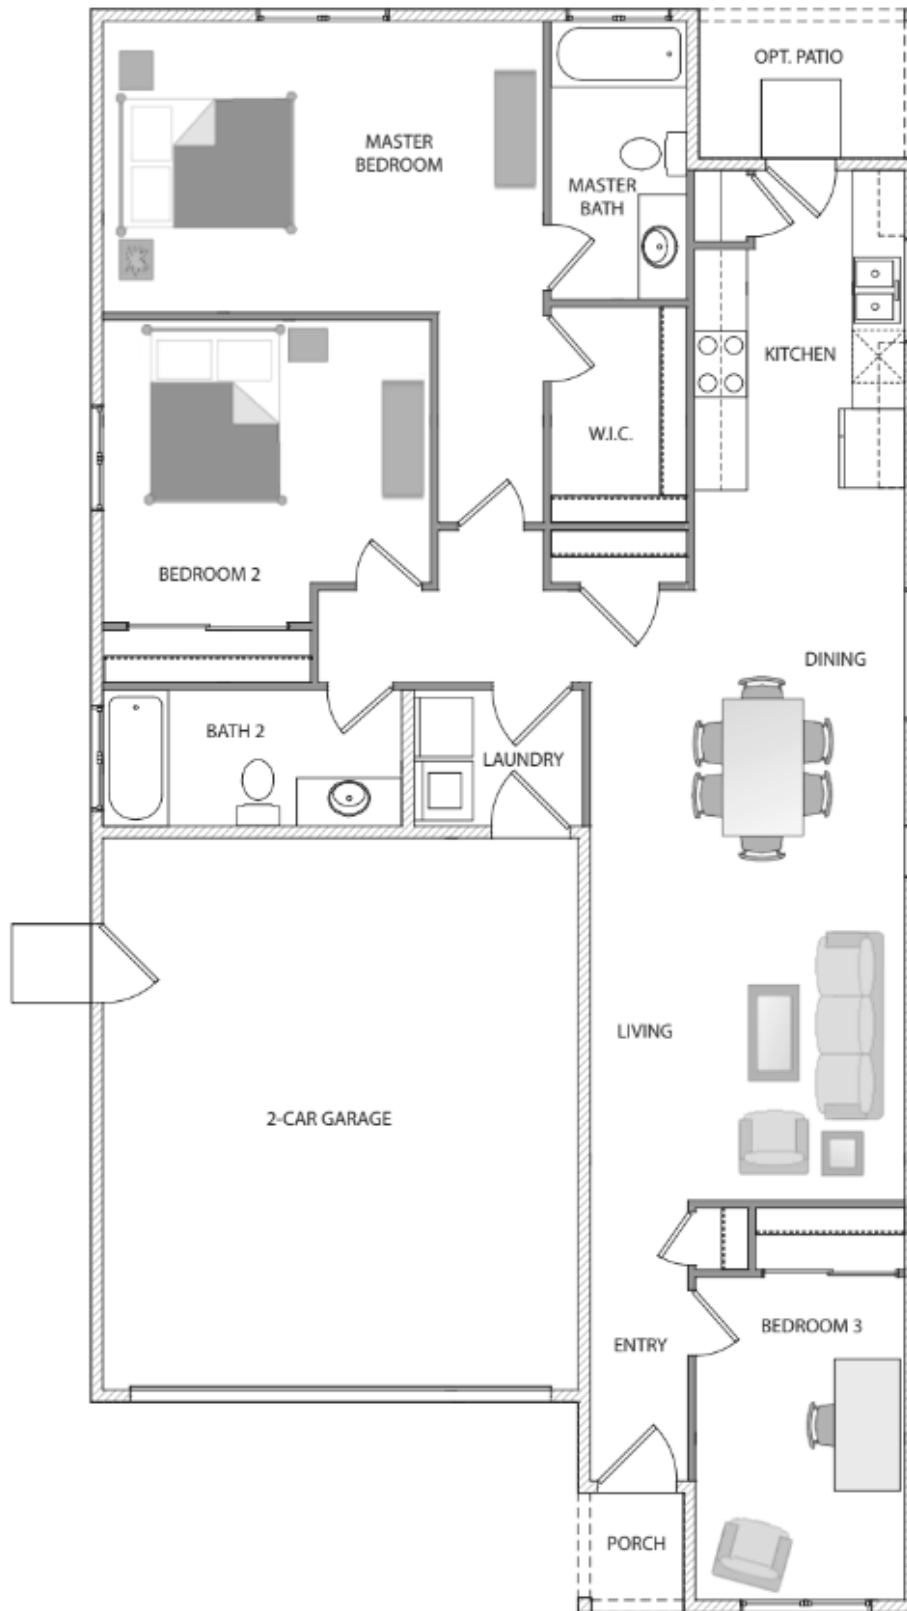 OPT. PATIO
MASTER
BEDROOM
MASTER
BATH
KITCHEN
W.I.C.
BEDROOM 2
DINING
BATH 2
LAUNDRY
LIVING
2-CAR GARAGE
BEDROOM 3
ENTRY
PORCH